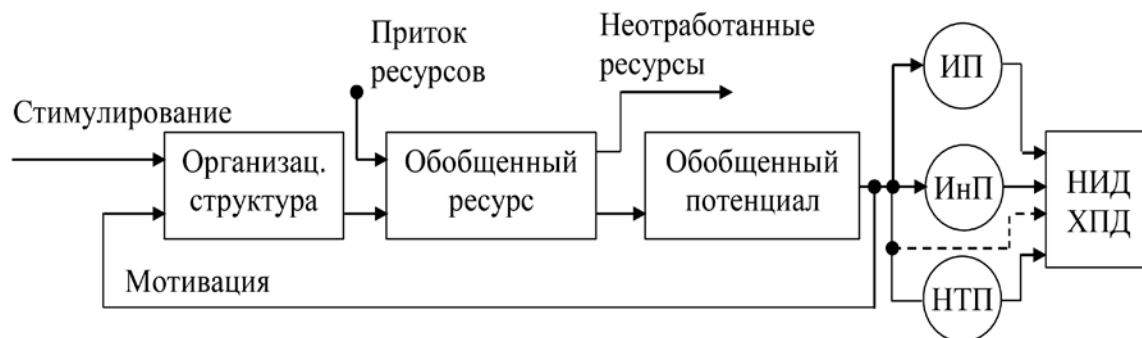 Приток
ресурсов
Неотработанные
ресурсы
Стимулирование
Организац.
структура
Обобщенный
ресурс
Обобщенный
потенциал
ИП
ИнП
НТП
НИД
ХПД
Мотивация